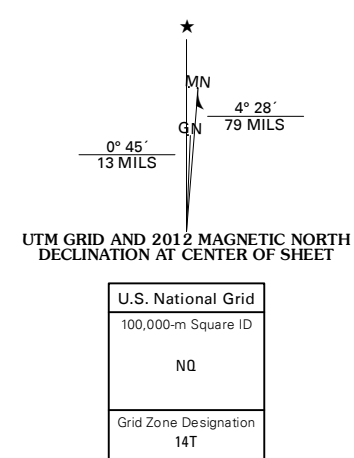 ★
MN
4° 28´
79 MILS
GN
0° 45´
13 MILS
UTM GRID AND 2012 MAGNETIC NORTH
DECLINATION AT CENTER OF SHEET
U.S. National Grid
100,000-m Square ID
NQ
Grid Zone Designation
14T